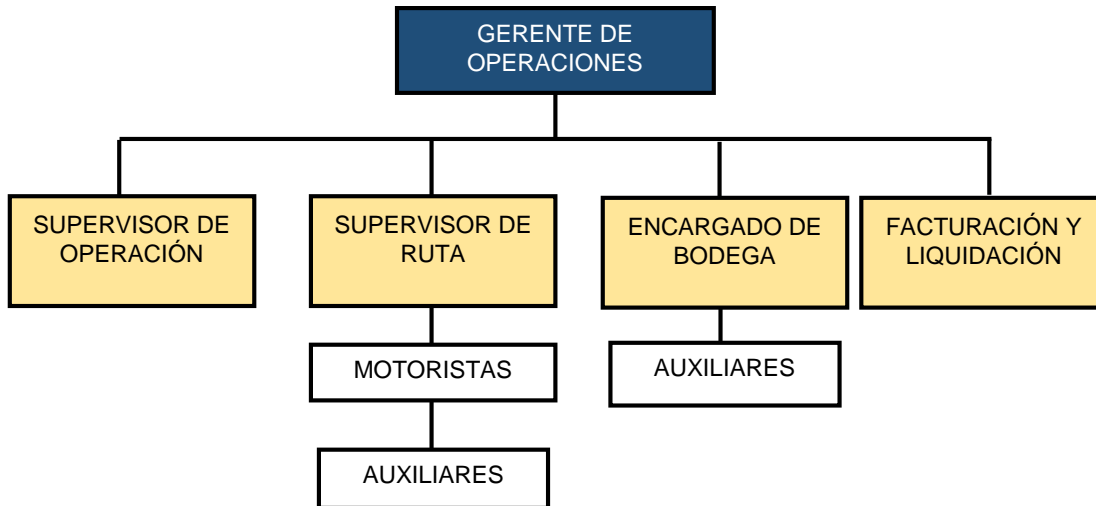 GERENTE DE
OPERACIONES
SUPERVISOR DE
OPERACIÓN
SUPERVISOR DE
RUTA
ENCARGADO DE
BODEGA
FACTURACIÓN Y
LIQUIDACIÓN
MOTORISTAS
AUXILIARES
AUXILIARES